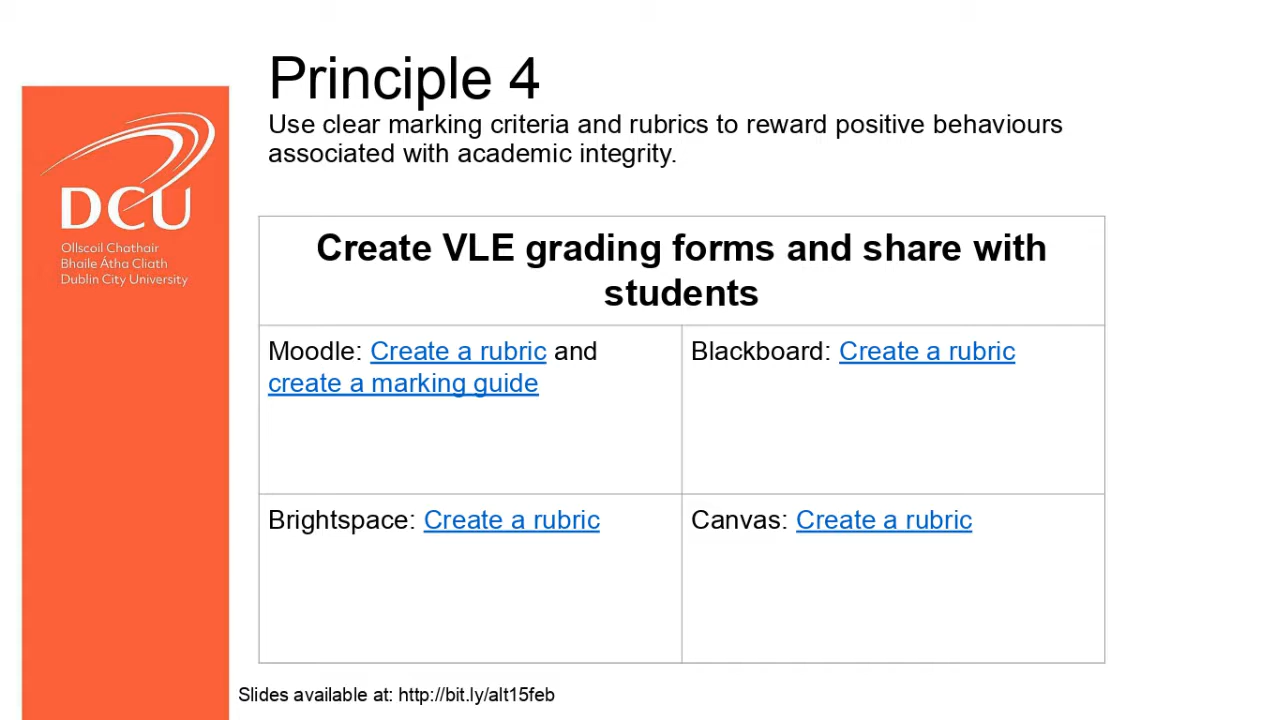 Principle 4
Use clear marking criteria and rubrics to reward positive behaviours
associated with academic integrity.
DCU
Ollscoil Chathair
Bhaile Átha Cliath
Dublin City University
Create VLE grading forms and share with
students
Moodle: Create a rubric and
create a marking guide
Blackboard: Create a rubric
Brightspace: Create a rubric
Canvas: Create a rubric
Slides available at: http://bit.ly/alt15feb